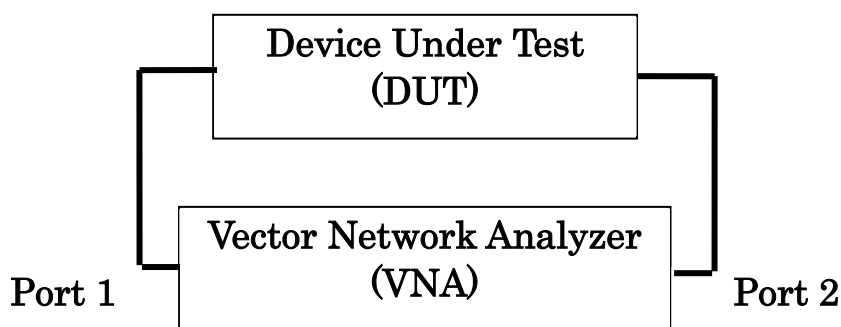 Device Under Test
(DUT)
Vector Network Analyzer
(VNA)
Port 1
Port 2